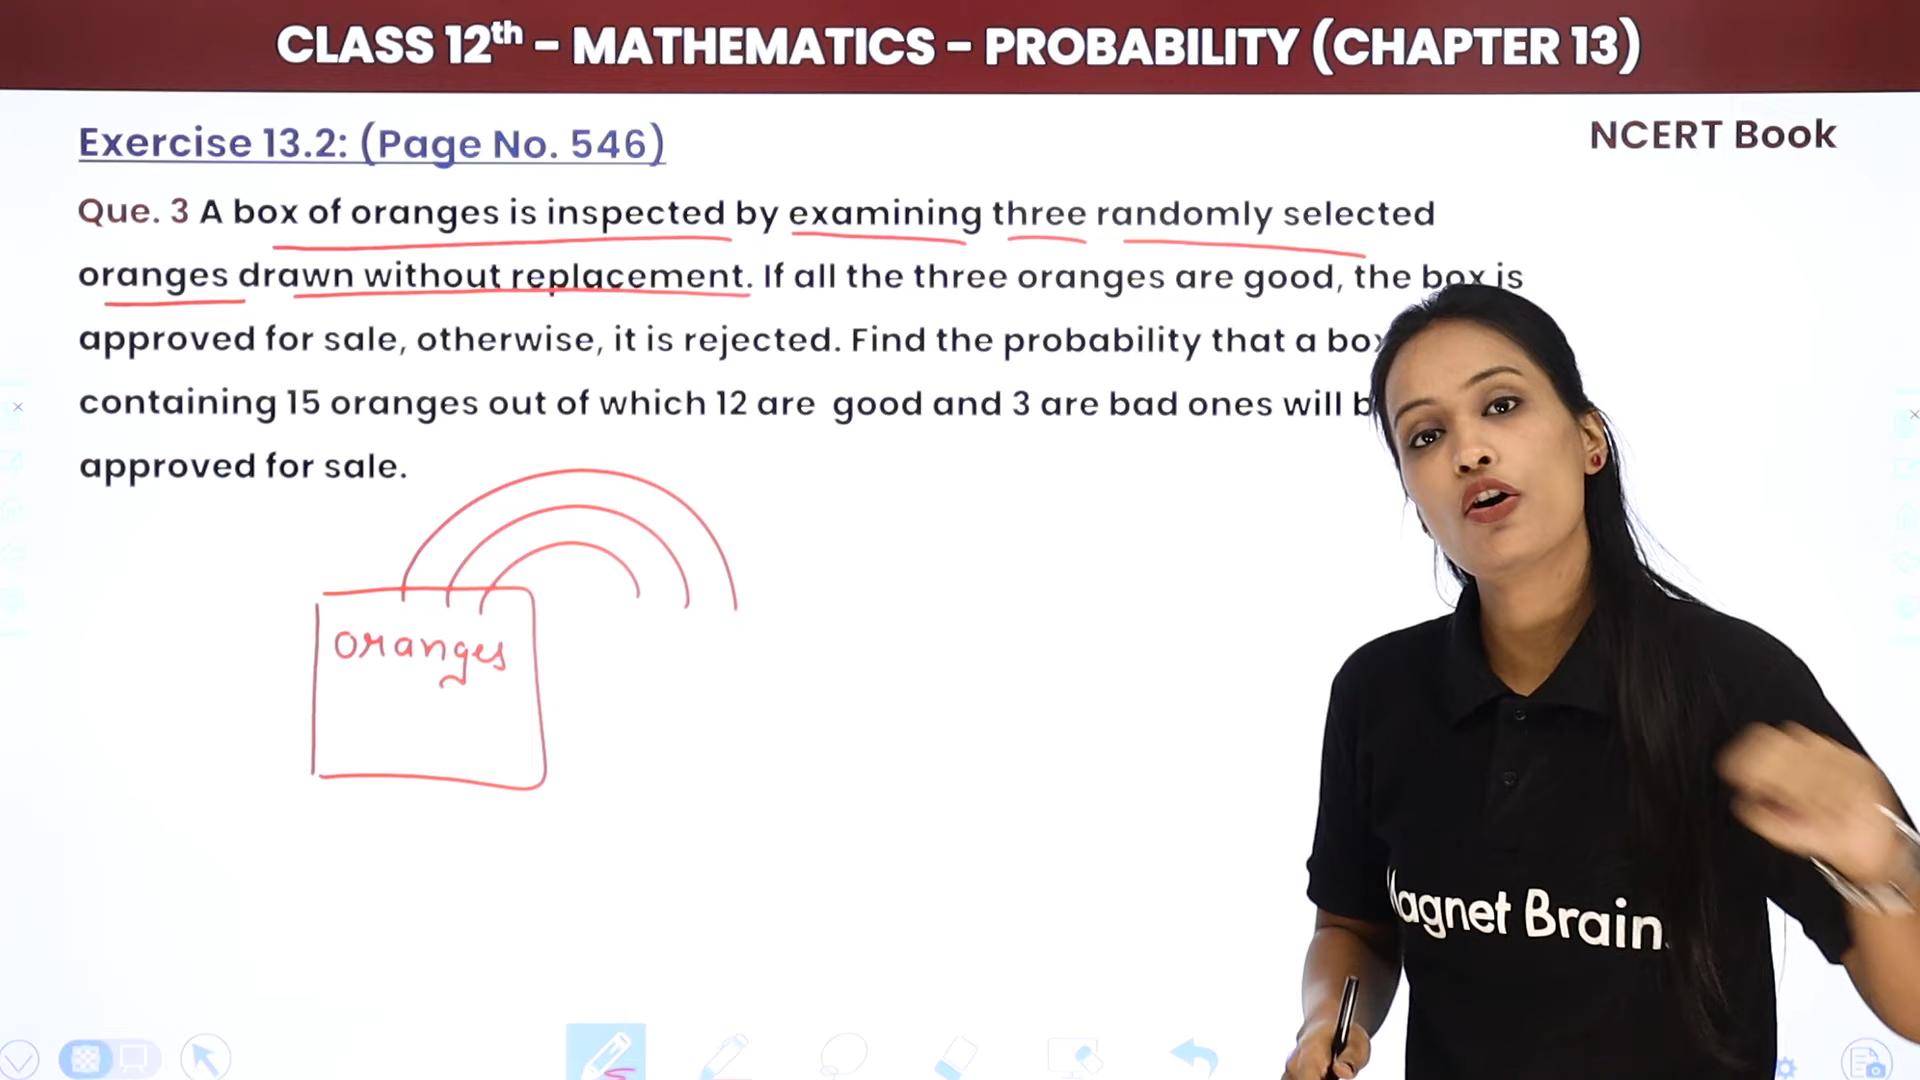 CLASS 12th - MATHEMATICS - PROBABILITY (CHAPTER 13)
Exercise 13.2: (Page No. 546)
NCERT Book
Que. 3 A box of oranges is inspected by examining three randomly selected
oranges drawn without replacement. If all the three oranges are good, the box is
approved for sale, otherwise, it is rejected. Find the probability that a box
containing 15 oranges out of which 12 are good and 3 are bad ones will b
approved for sale.
oranges
Magnet Brain